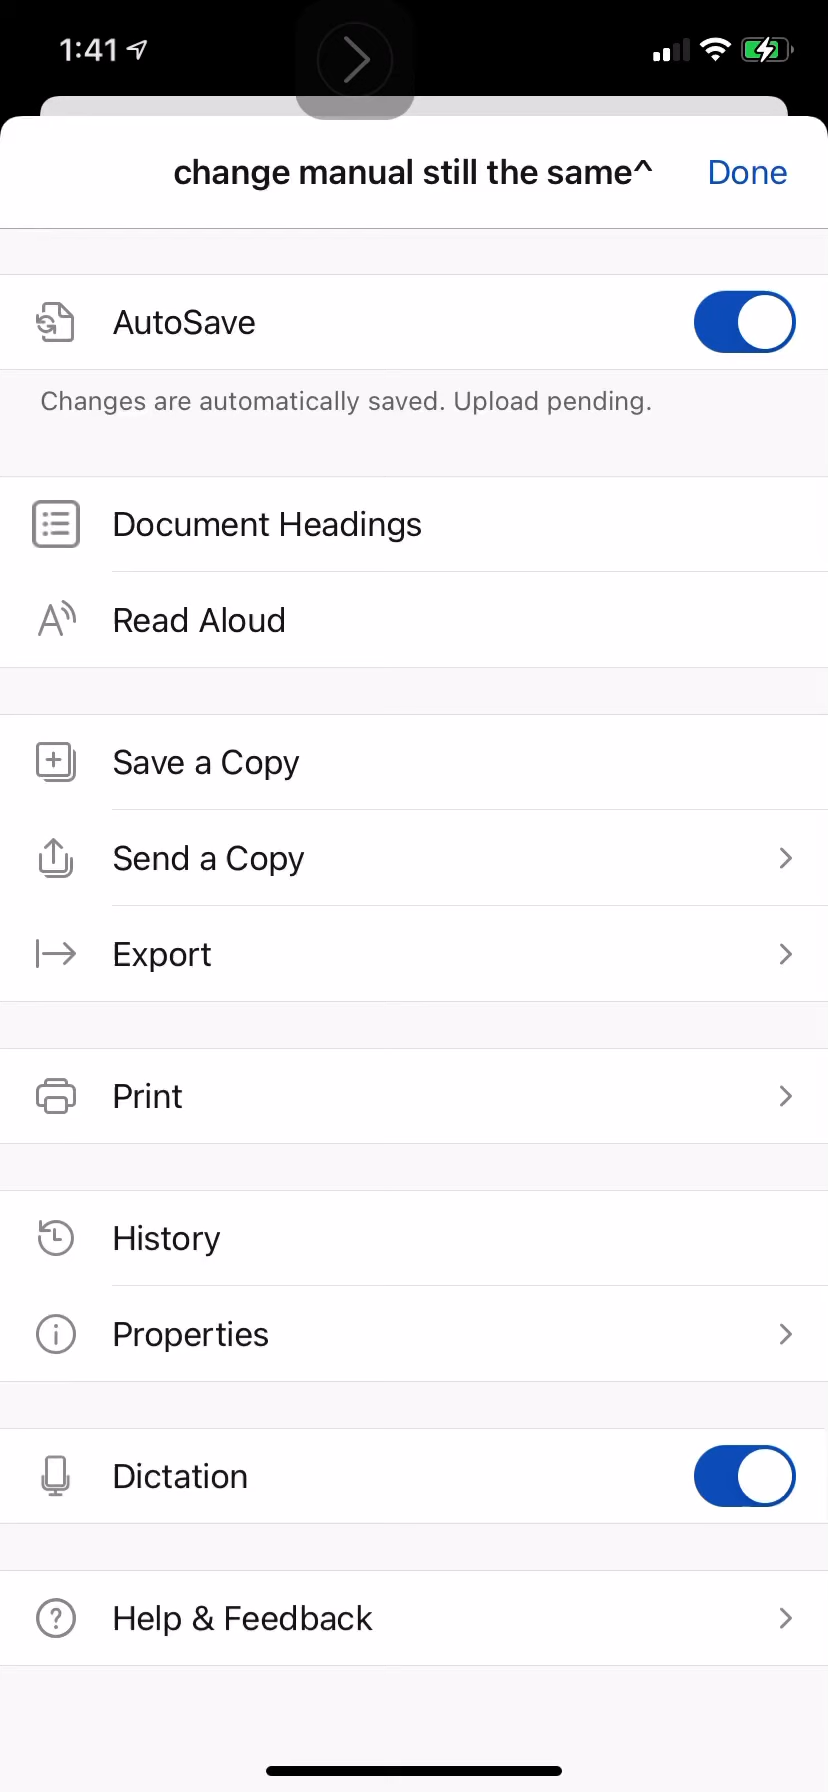 1:41
change manual still the same^ Done
AutoSave
Changes are automatically saved. Upload pending.
Document Headings
Read Aloud
Save a Copy
Send a Copy
Export
Print
History
Properties
Dictation
Help & Feedback